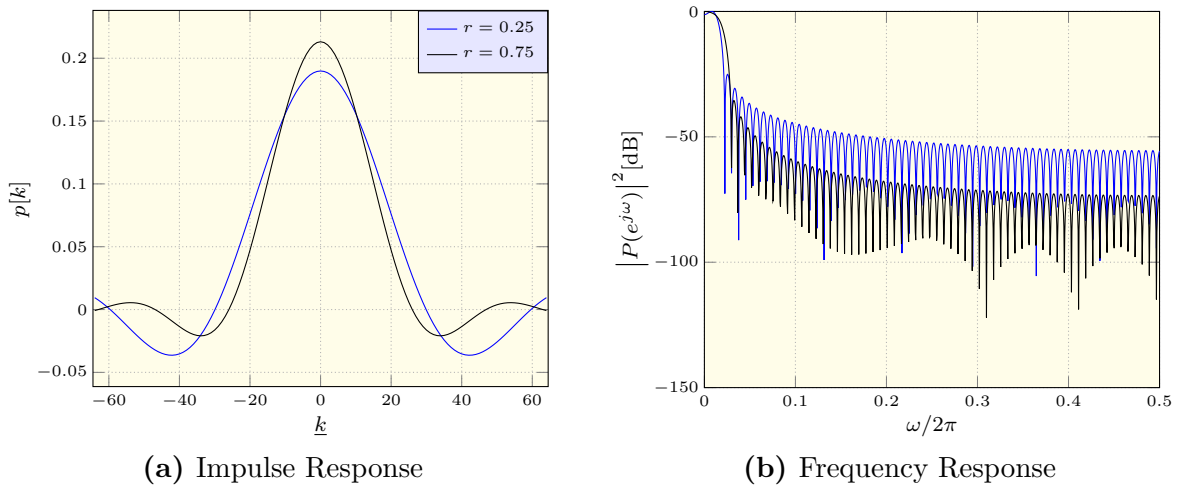 r = 0.25
r = 0.75
0.2
0.15
0.1
0.05
0
−0.05
p[k]
−60 −40 −20 0 20 40 60
k
(a) Impulse Response
0
−50
−100
−150
|P(e^{jω})|^2 [dB]
0 0.1 0.2 0.3 0.4 0.5
ω/2π
(b) Frequency Response